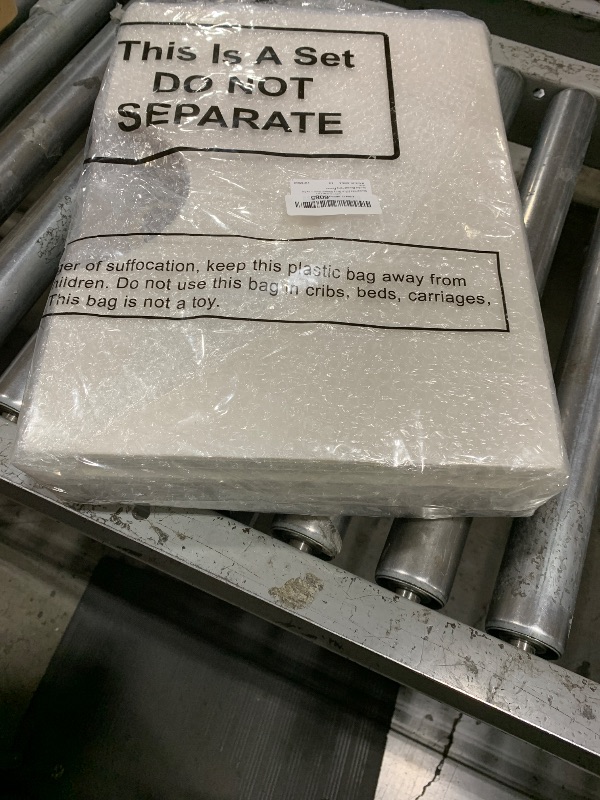 This Is A Set
DO NOT
SEPARATE
ger of suffocation, keep this plastic bag away from
hildren. Do not use this bag in cribs, beds, carriages,
This bag is not a toy.